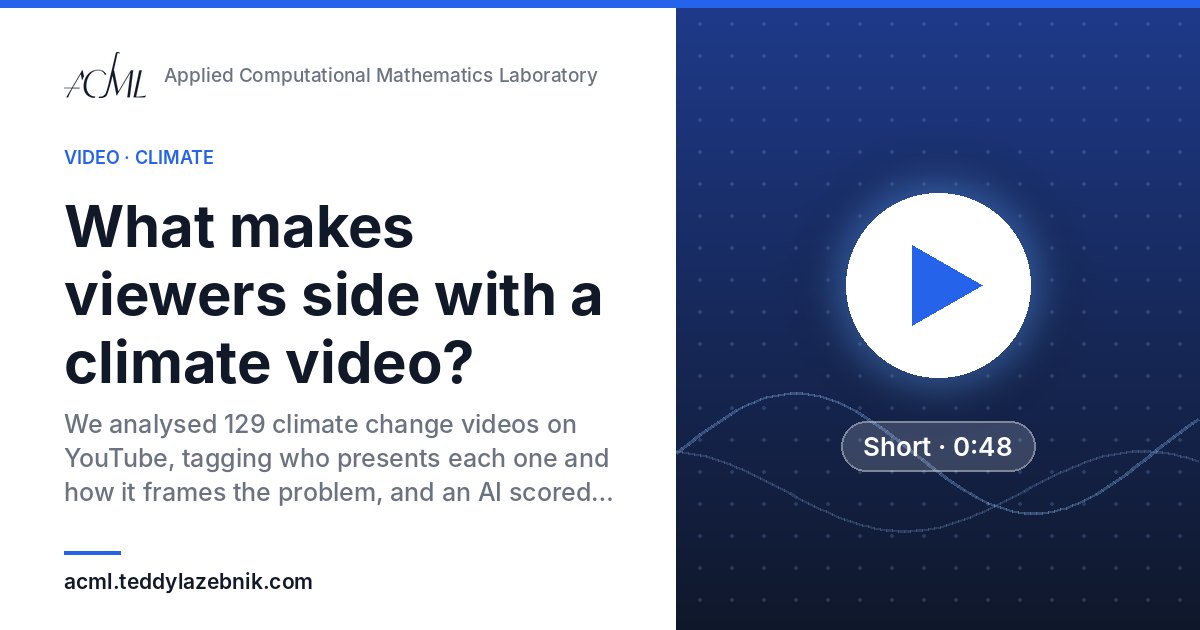 ACML Applied Computational Mathematics Laboratory
VIDEO · CLIMATE
What makes
viewers side with a
climate video?
We analysed 129 climate change videos on
YouTube, tagging who presents each one and
how it frames the problem, and an AI scored...
acml.teddylazebnik.com
Short · 0:48